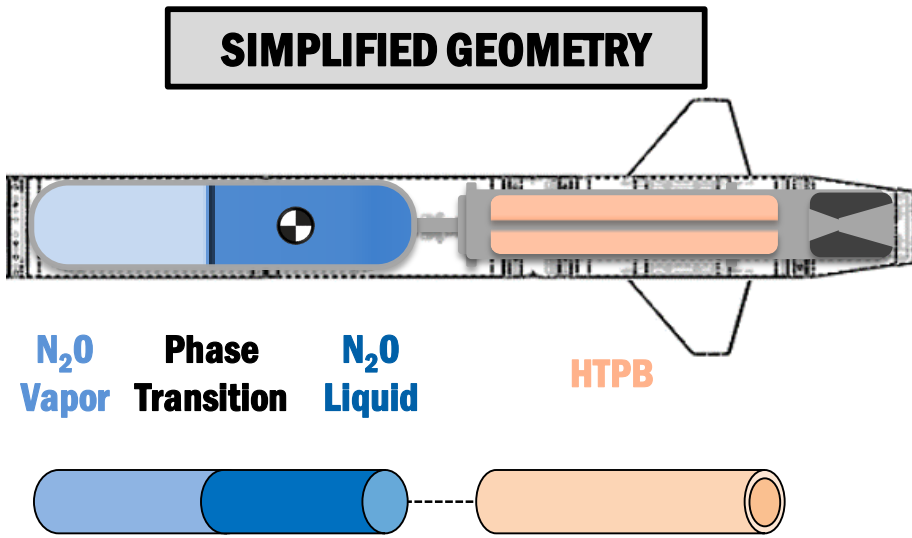 SIMPLIFIED GEOMETRY
N₂O Vapor
Phase Transition
N₂O Liquid
HTPB